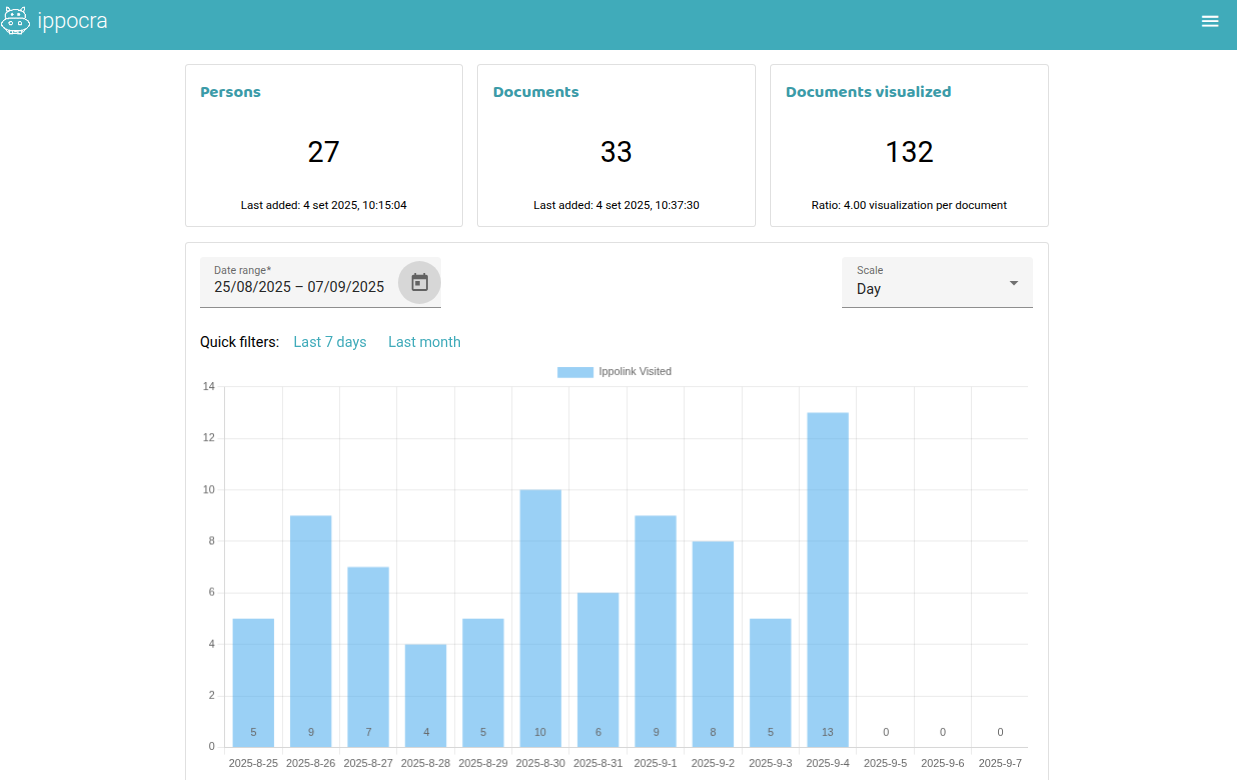 ippocra
Persons
27
Last added: 4 set 2025, 10:15:04
Documents
33
Last added: 4 set 2025, 10:37:30
Documents visualized
132
Ratio: 4.00 visualization per document
Date range*
25/08/2025 – 07/09/2025
Scale
Day
Quick filters: Last 7 days Last month
Ippolink Visited
14
12
10
8
6
4
2
0
5 9 7 4 5 10 6 9 8 5 13 0 0 0
2025-8-25 2025-8-26 2025-8-27 2025-8-28 2025-8-29 2025-8-30 2025-8-31 2025-9-1 2025-9-2 2025-9-3 2025-9-4 2025-9-5 2025-9-6 2025-9-7